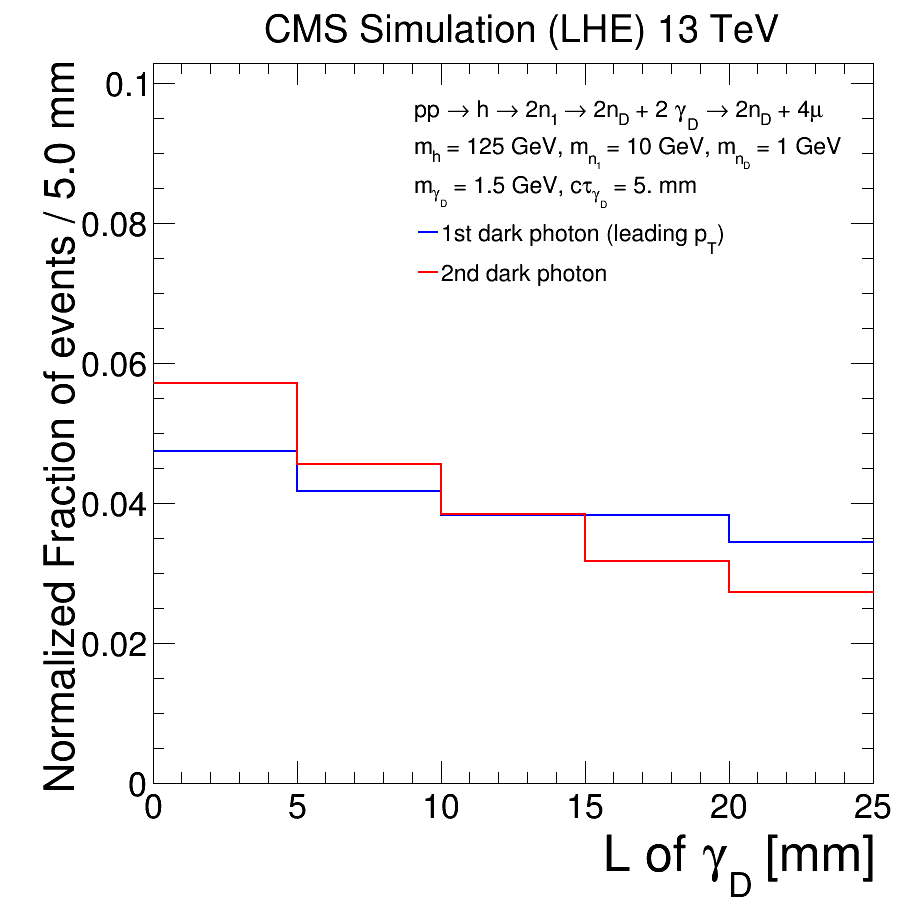 CMS Simulation (LHE) 13 TeV
Normalized Fraction of events / 5.0 mm
0.1
0.08
0.06
0.04
0.02
0
pp → h → 2n1 → 2nD + 2 γD → 2nD + 4μ
mh = 125 GeV, mn1 = 10 GeV, mnD = 1 GeV
mγD = 1.5 GeV, cτγD = 5. mm
1st dark photon (leading pT)
2nd dark photon
0 5 10 15 20 25
L of γD [mm]